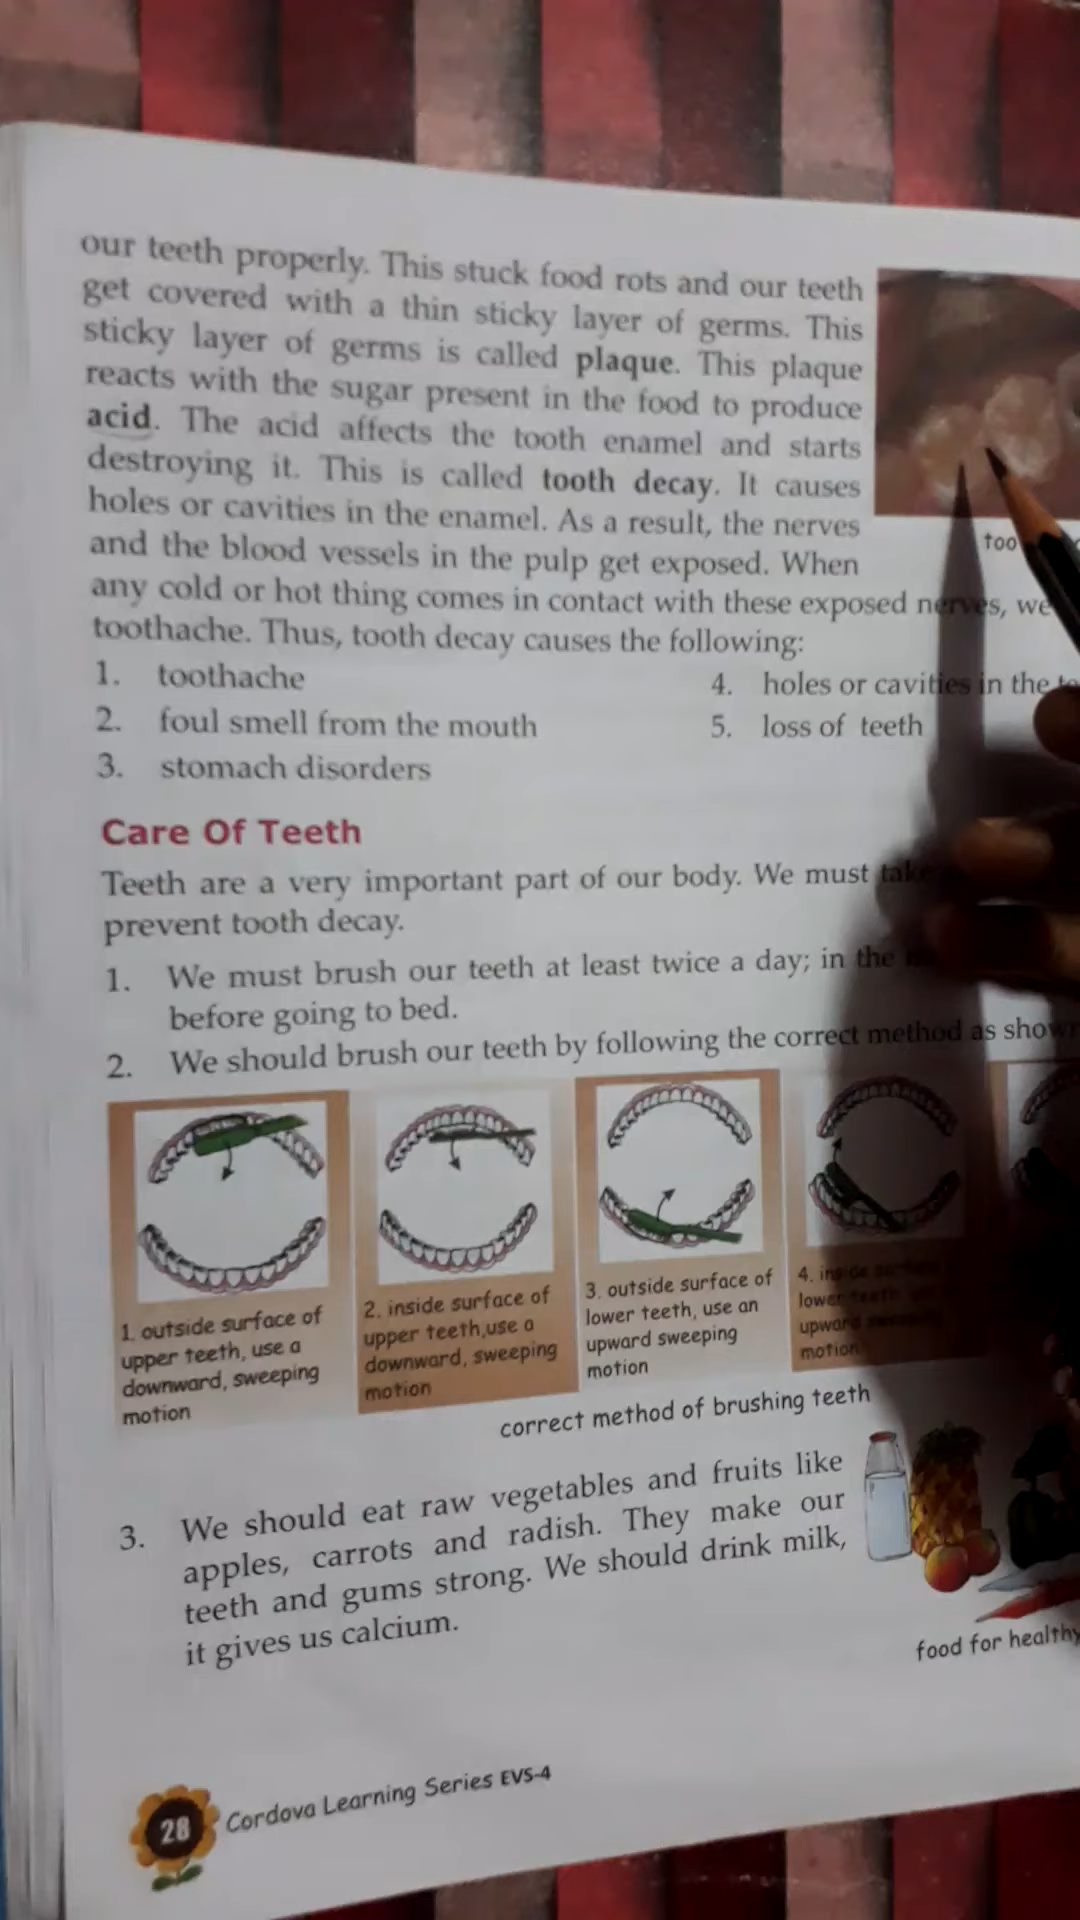 our teeth properly. This stuck food rots and our teeth
get covered with a thin sticky layer of germs. This
sticky layer of germs is called plaque. This plaque
reacts with the sugar present in the food to produce
acid. The acid affects the tooth enamel and starts
destroying it. This is called tooth decay. It causes
holes or cavities in the enamel. As a result, the nerves
and the blood vessels in the pulp get exposed. When
any cold or hot thing comes in contact with these exposed nerves, we
toothache. Thus, tooth decay causes the following:
1. toothache
2. foul smell from the mouth
3. stomach disorders
4. holes or cavities in the
5. loss of teeth
Care Of Teeth
Teeth are a very important part of our body. We must take
prevent tooth decay.
1. We must brush our teeth at least twice a day; in the
before going to bed.
2. We should brush our teeth by following the correct method as shown
1. outside surface of
upper teeth, use a
downward, sweeping
motion
2. inside surface of
upper teeth,use a
downward, sweeping
motion
3. outside surface of
lower teeth, use an
upward sweeping
motion
4. inside
lower
upward
motion
correct method of brushing teeth
3. We should eat raw vegetables and fruits like
apples, carrots and radish. They make our
teeth and gums strong. We should drink milk,
it gives us calcium.
food for healthy
28 Cordova Learning Series EVS-4